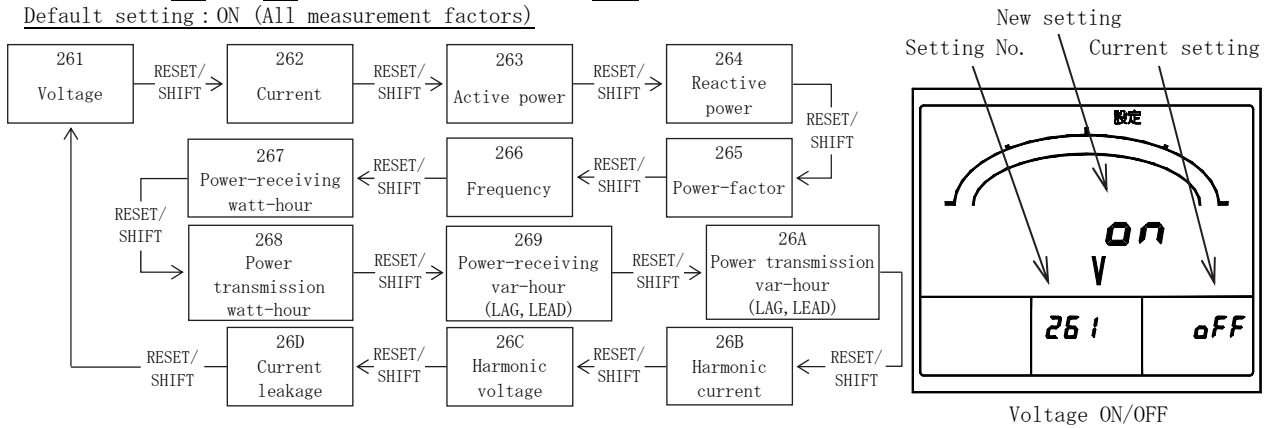 Default setting : ON (All measurement factors)
261
Voltage
RESET/
SHIFT
262
Current
RESET/
SHIFT
263
Active power
RESET/
SHIFT
264
Reactive
power
RESET/
SHIFT
265
Power-factor
RESET/
SHIFT
266
Frequency
RESET/
SHIFT
267
Power-receiving
watt-hour
RESET/
SHIFT
268
Power
transmission
watt-hour
RESET/
SHIFT
269
Power-receiving
var-hour
(LAG, LEAD)
RESET/
SHIFT
26A
Power transmission
var-hour
(LAG, LEAD)
RESET/
SHIFT
26B
Harmonic
current
RESET/
SHIFT
26C
Harmonic
voltage
RESET/
SHIFT
26D
Current
leakage
RESET/
SHIFT
New setting
Setting No.
Current setting
設定
on
V
261
oFF
Voltage ON/OFF